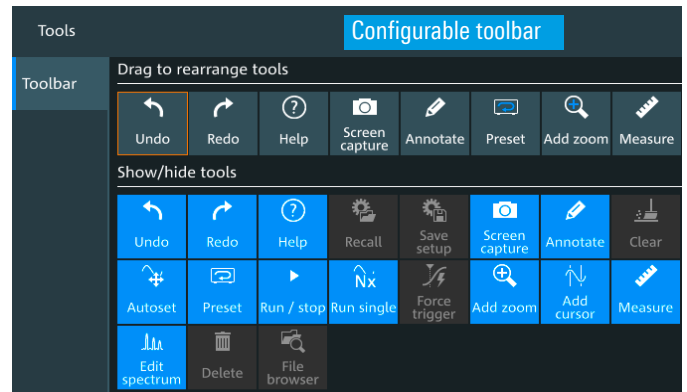 Tools
Configurable toolbar
Toolbar
Drag to rearrange tools
Undo Redo Help Screen capture Annotate Preset Add zoom Measure
Show/hide tools
Undo Redo Help Recall Save setup Screen capture Annotate Clear
Nx
Autoset Preset Run / stop Run single Force trigger Add zoom Add cursor Measure
Edit spectrum Delete File browser